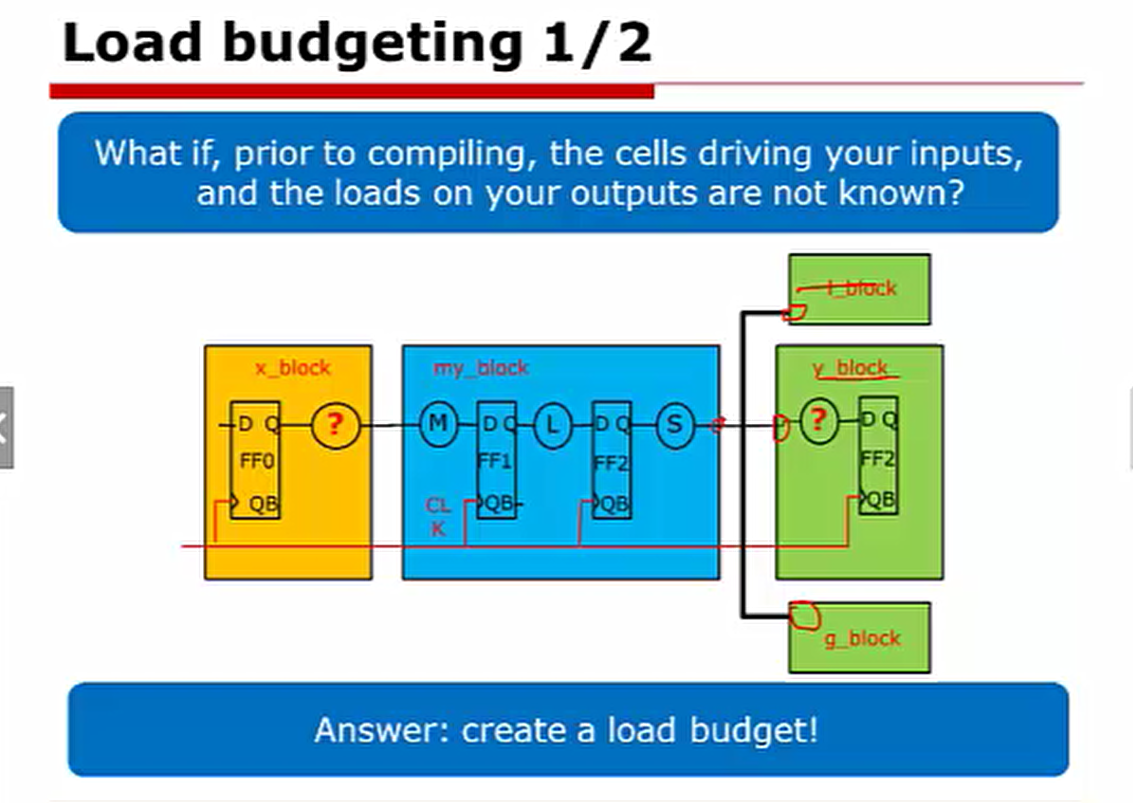 Load budgeting 1/2
What if, prior to compiling, the cells driving your inputs,
and the loads on your outputs are not known?
l_block
x_block
my_block
y_block
D Q
?
M
D Q
L
D Q
S
?
D Q
FF0
FF1
FF2
FF2
QB
CL
K
QB
QB
QB
g_block
Answer: create a load budget!